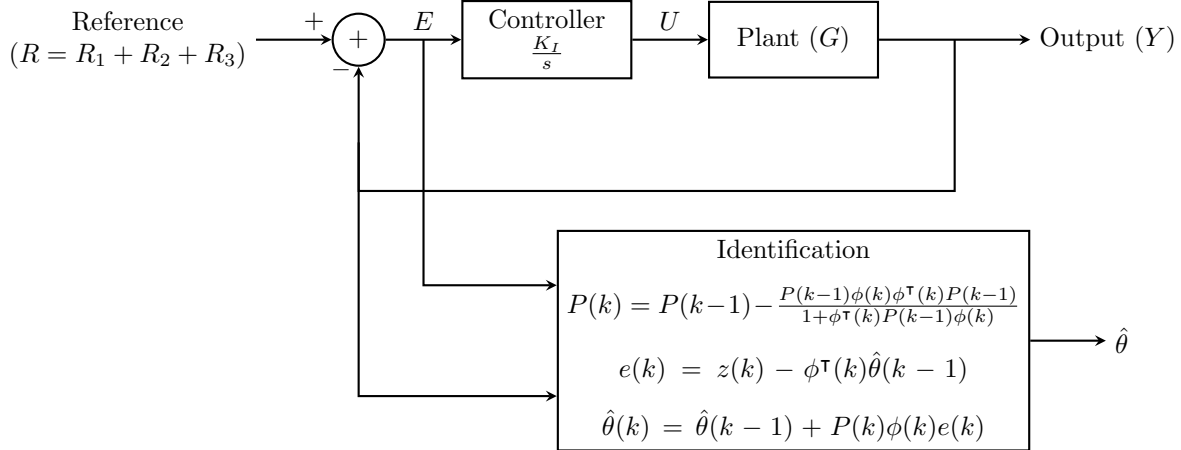 Reference
(R = R₁ + R₂ + R₃)
+
+
−
E
Controller
K_I/s
U
Plant (G)
Output (Y)
Identification
P(k) = P(k−1) − P(k−1)ϕ(k)ϕᵀ(k)P(k−1) / 1+ϕᵀ(k)P(k−1)ϕ(k)
e(k) = z(k) − ϕᵀ(k)θ̂(k − 1)
θ̂(k) = θ̂(k − 1) + P(k)ϕ(k)e(k)
θ̂